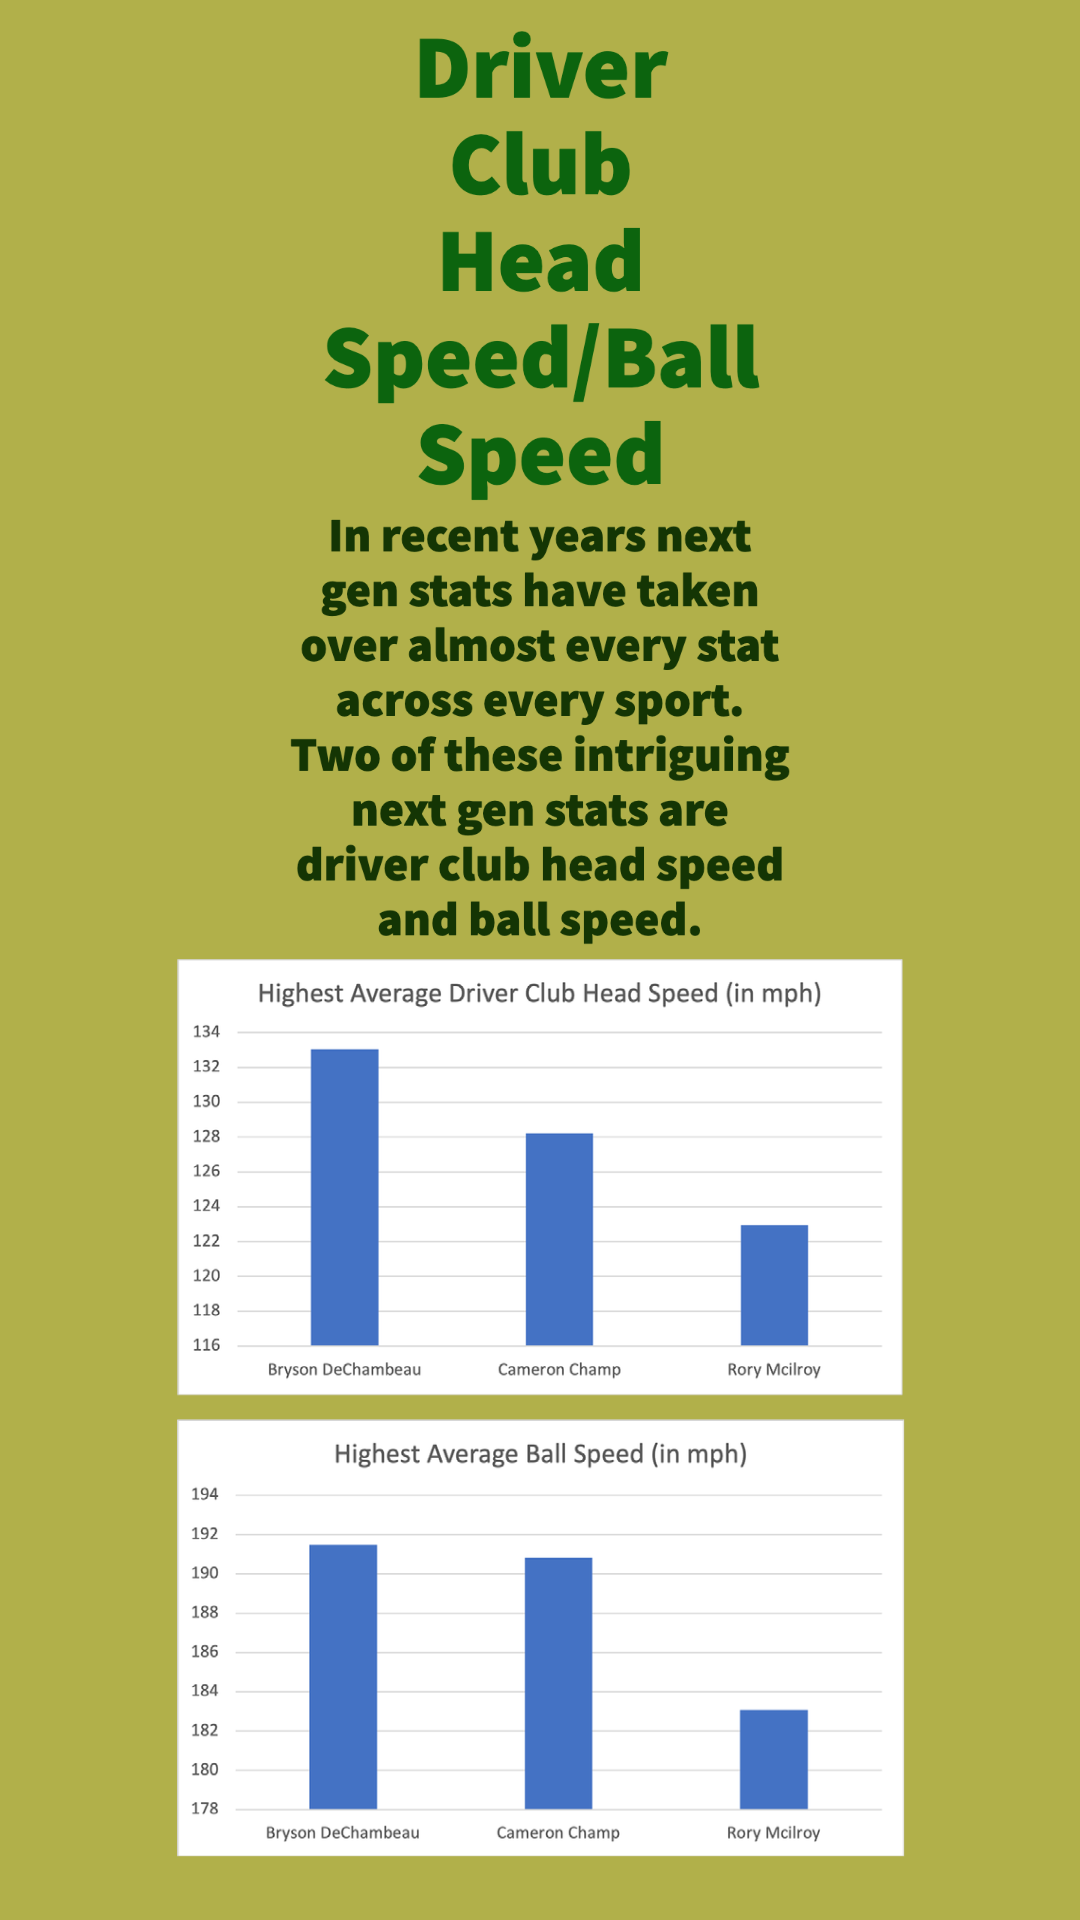 Driver
Club
Head
Speed/Ball
Speed
In recent years next
gen stats have taken
over almost every stat
across every sport.
Two of these intriguing
next gen stats are
driver club head speed
and ball speed.
Highest Average Driver Club Head Speed (in mph)
134
132
130
128
126
124
122
120
118
116
Bryson DeChambeau Cameron Champ Rory Mcilroy
Highest Average Ball Speed (in mph)
194
192
190
188
186
184
182
180
178
Bryson DeChambeau Cameron Champ Rory Mcilroy